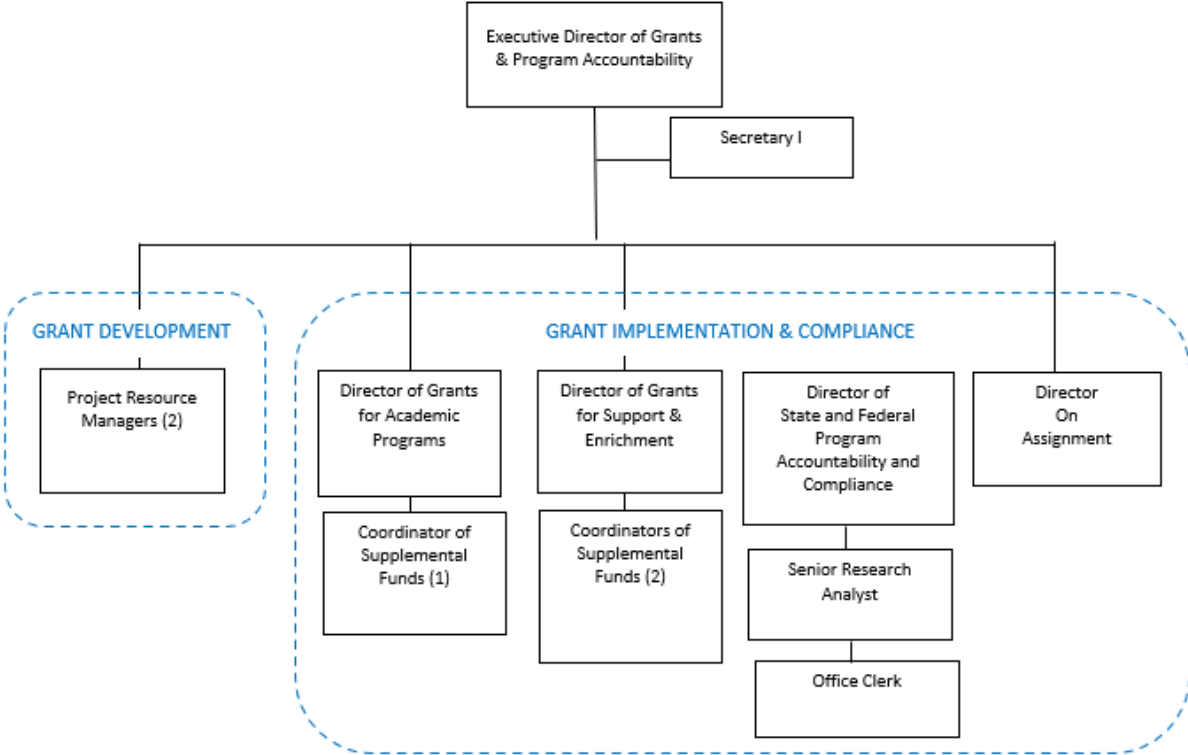 Executive Director of Grants
& Program Accountability
Secretary I
GRANT DEVELOPMENT
GRANT IMPLEMENTATION & COMPLIANCE
Project Resource
Managers (2)
Director of Grants
for Academic
Programs
Coordinator of
Supplemental
Funds (1)
Director of Grants
for Support &
Enrichment
Coordinators of
Supplemental
Funds (2)
Director of
State and Federal
Program
Accountability and
Compliance
Senior Research
Analyst
Office Clerk
Director
On
Assignment